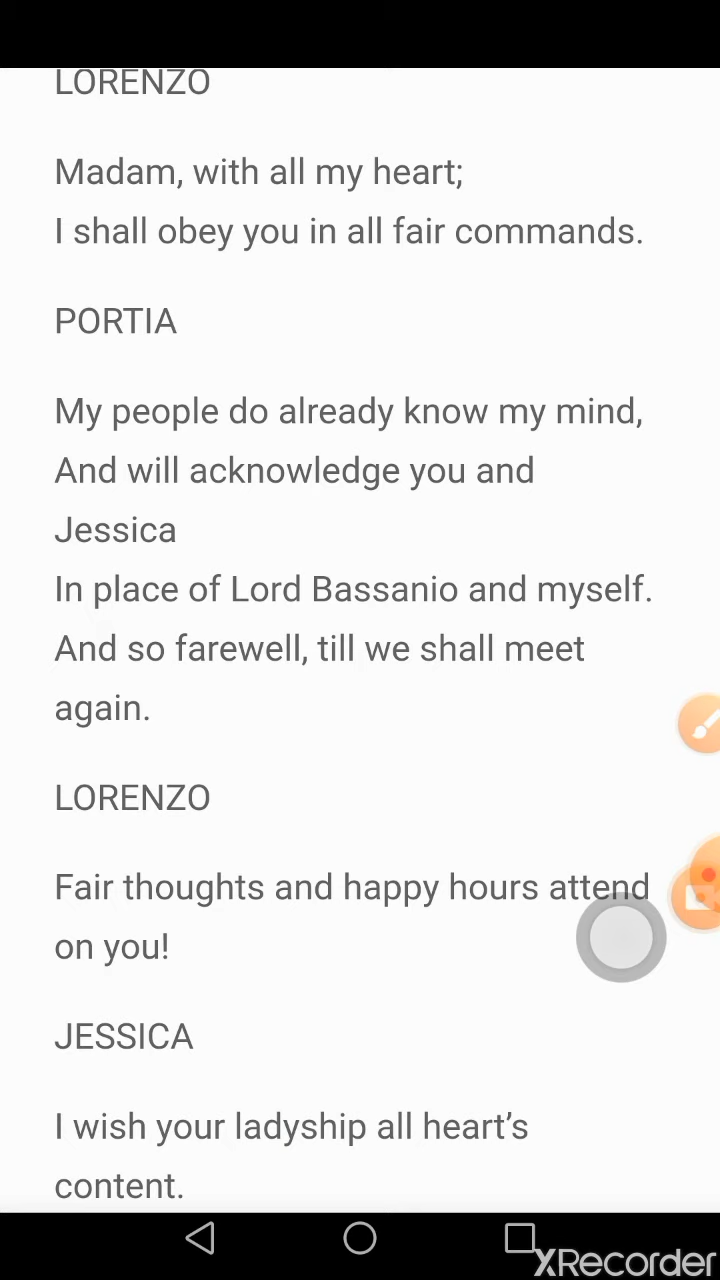 LORENZO
Madam, with all my heart;
I shall obey you in all fair commands.
PORTIA
My people do already know my mind,
And will acknowledge you and
Jessica
In place of Lord Bassanio and myself.
And so farewell, till we shall meet
again.
LORENZO
Fair thoughts and happy hours attend
on you!
JESSICA
I wish your ladyship all heart’s
content.
XRecorder